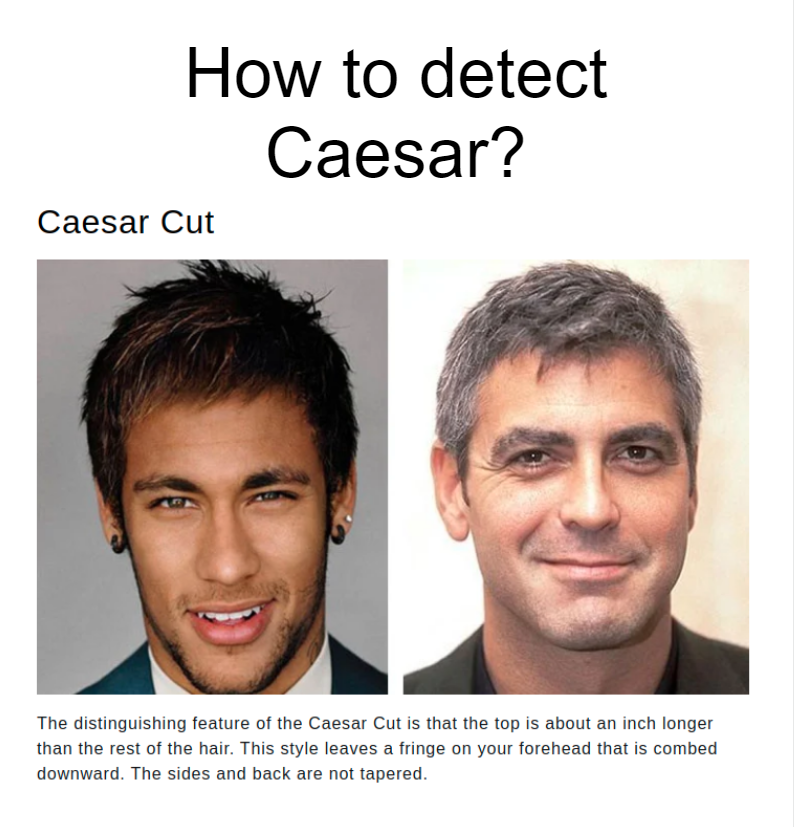 How to detect
Caesar?
Caesar Cut
The distinguishing feature of the Caesar Cut is that the top is about an inch longer
than the rest of the hair. This style leaves a fringe on your forehead that is combed
downward. The sides and back are not tapered.